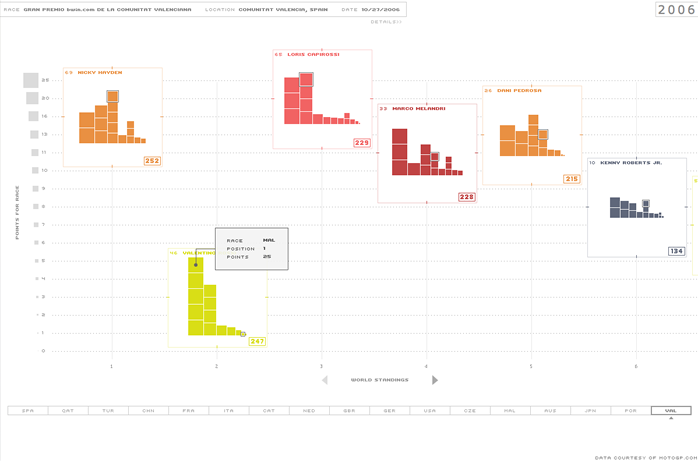 RACE GRAN PREMIO bwin.com DE LA COMUNITAT VALENCIANA LOCATION COMUNITAT VALENCIA, SPAIN DATE 10/27/2006
2006
DETAILS
65 LORIS CAPIROSSI
69 NICKY HAYDEN
25
DANI PEDROSA
20
33 MARCO MELANDRI
16
13
229
11
252
10 KENNY ROBERTS JR.
10
215
9
228
8
POINTS FOR RACE
7
6
RACE MAL
POSITION 1
POINTS 25
134
46 VALENTINO
5
4
3
2
1
247
0
1 2 3 4 5 6
WORLD STANDINGS
SPA QAT TUR CHN FRA ITA CAT NED GBR GER USA CZE MAL AUS JPN POR VAL
DATA COURTESY OF MOTOGP.COM